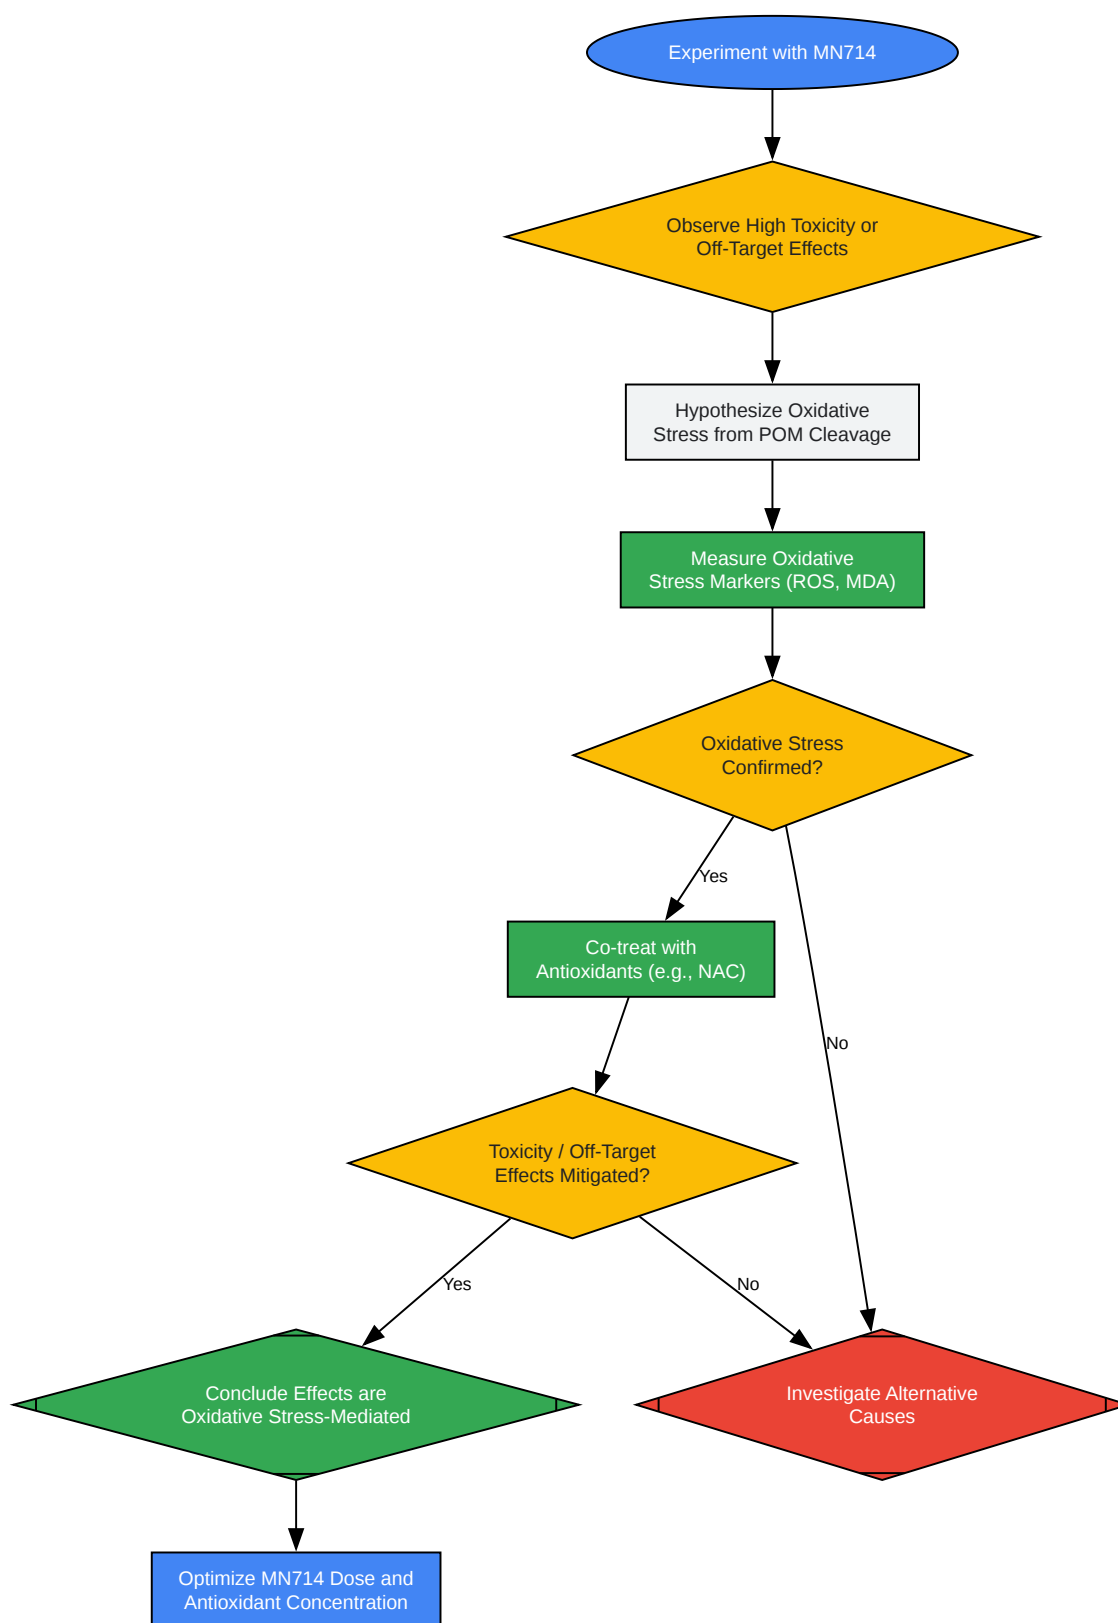 Experiment with MN714
Observe High Toxicity or
Off-Target Effects
Hypothesize Oxidative
Stress from POM Cleavage
Measure Oxidative
Stress Markers (ROS, MDA)
Oxidative Stress
Confirmed?
Yes
Co-treat with
Antioxidants (e.g., NAC)
No
Toxicity / Off-Target
Effects Mitigated?
Yes
No
Conclude Effects are
Oxidative Stress-Mediated
Investigate Alternative
Causes
Optimize MN714 Dose and
Antioxidant Concentration